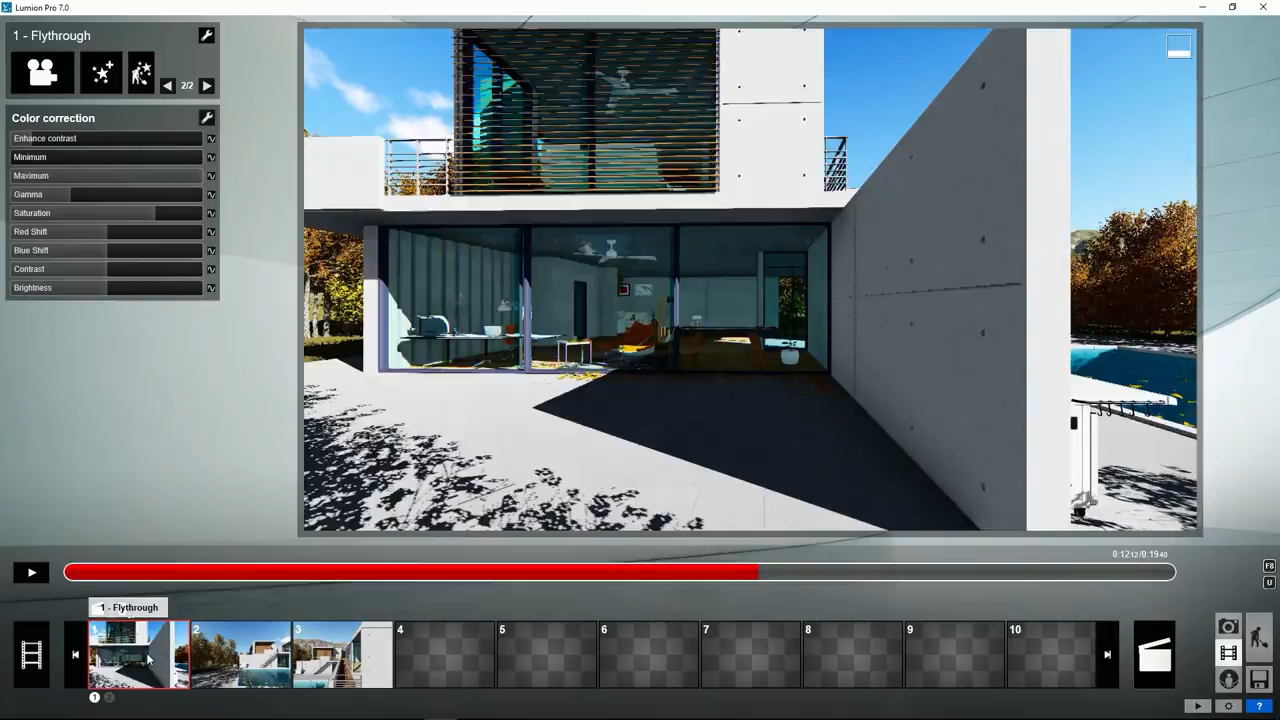 Lumion Pro 7.0
1 - Flythrough
2/2
Color correction
Enhance contrast
Minimum
Maximum
Gamma
Saturation
Red Shift
Blue Shift
Contrast
Brightness
0:12 12/0:19 40
F8
U
1 - Flythrough
1 2 3 4 5 6 7 8 9 10
1 2
?